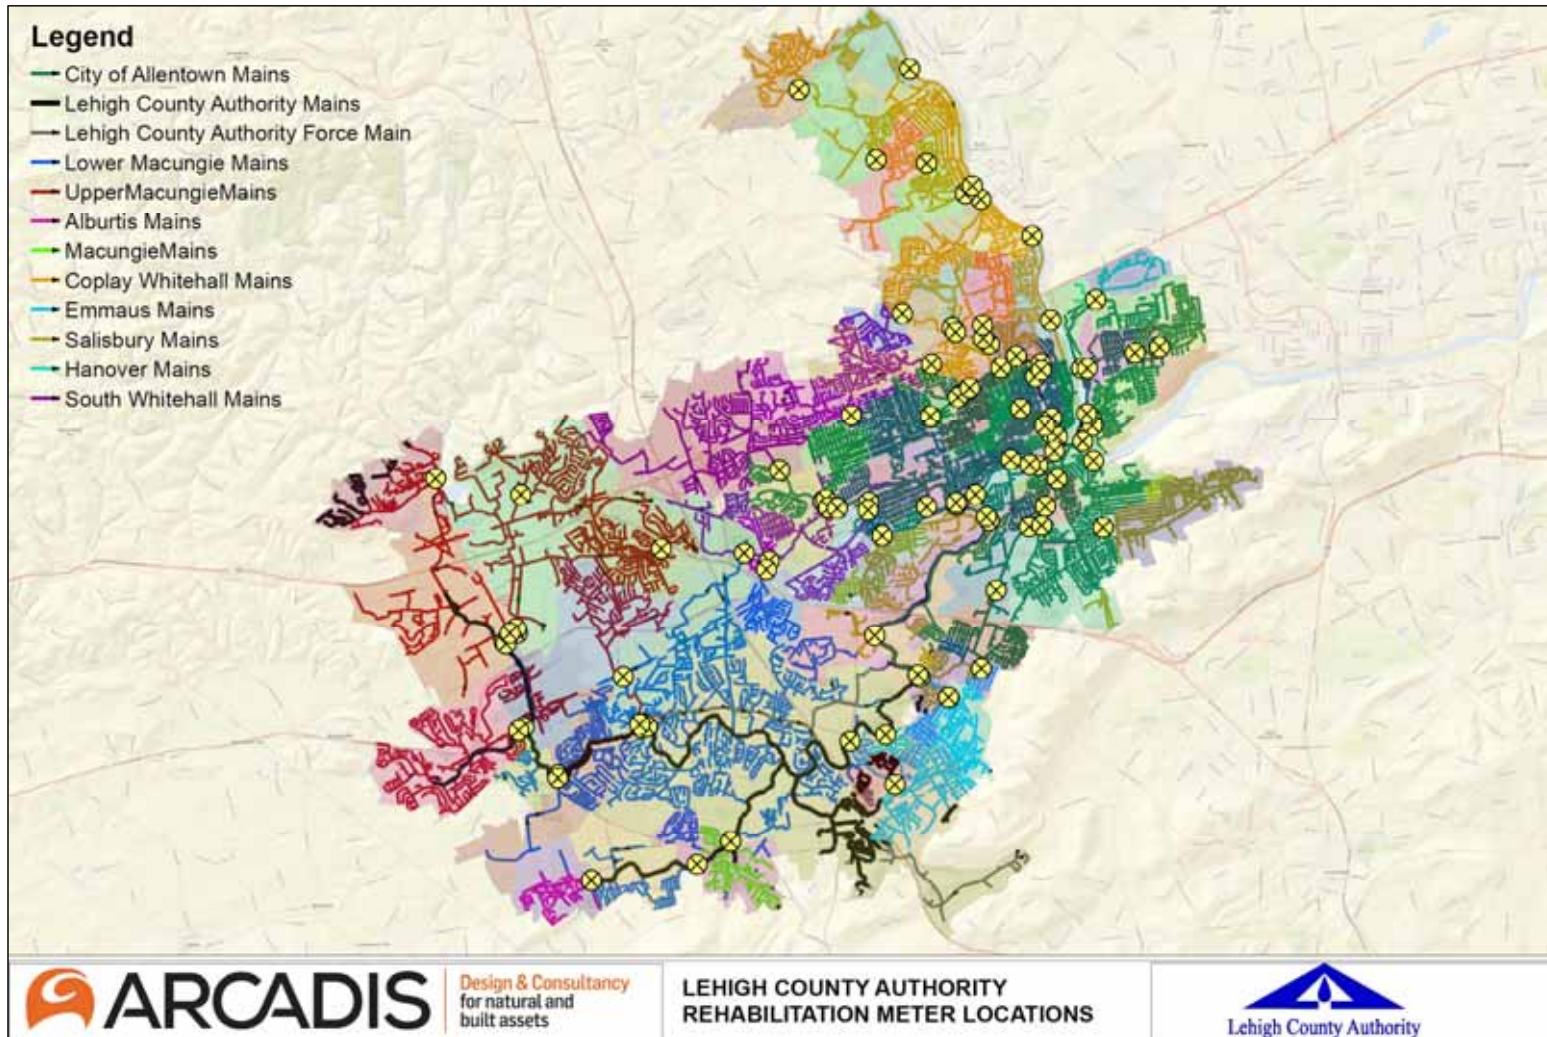 Legend
City of Allentown Mains
Lehigh County Authority Mains
Lehigh County Authority Force Main
Lower Macungie Mains
UpperMacungieMains
Alburtis Mains
MacungieMains
Coplay Whitehall Mains
Emmaus Mains
Salisbury Mains
Hanover Mains
South Whitehall Mains
ARCADIS
Design & Consultancy
for natural and
built assets
LEHIGH COUNTY AUTHORITY
REHABILITATION METER LOCATIONS
Lehigh County Authority